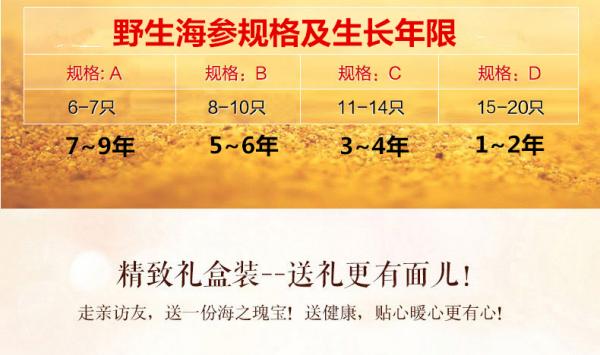 野生海参规格及生长年限
规格: A 规格: B 规格: C 规格: D
6-7只 8-10只 11-14只 15-20只
7~9年 5~6年 3~4年 1~2年
精致礼盒装--送礼更有面儿!
走亲访友，送一份海之瑰宝! 送健康，贴心暖心更有心!